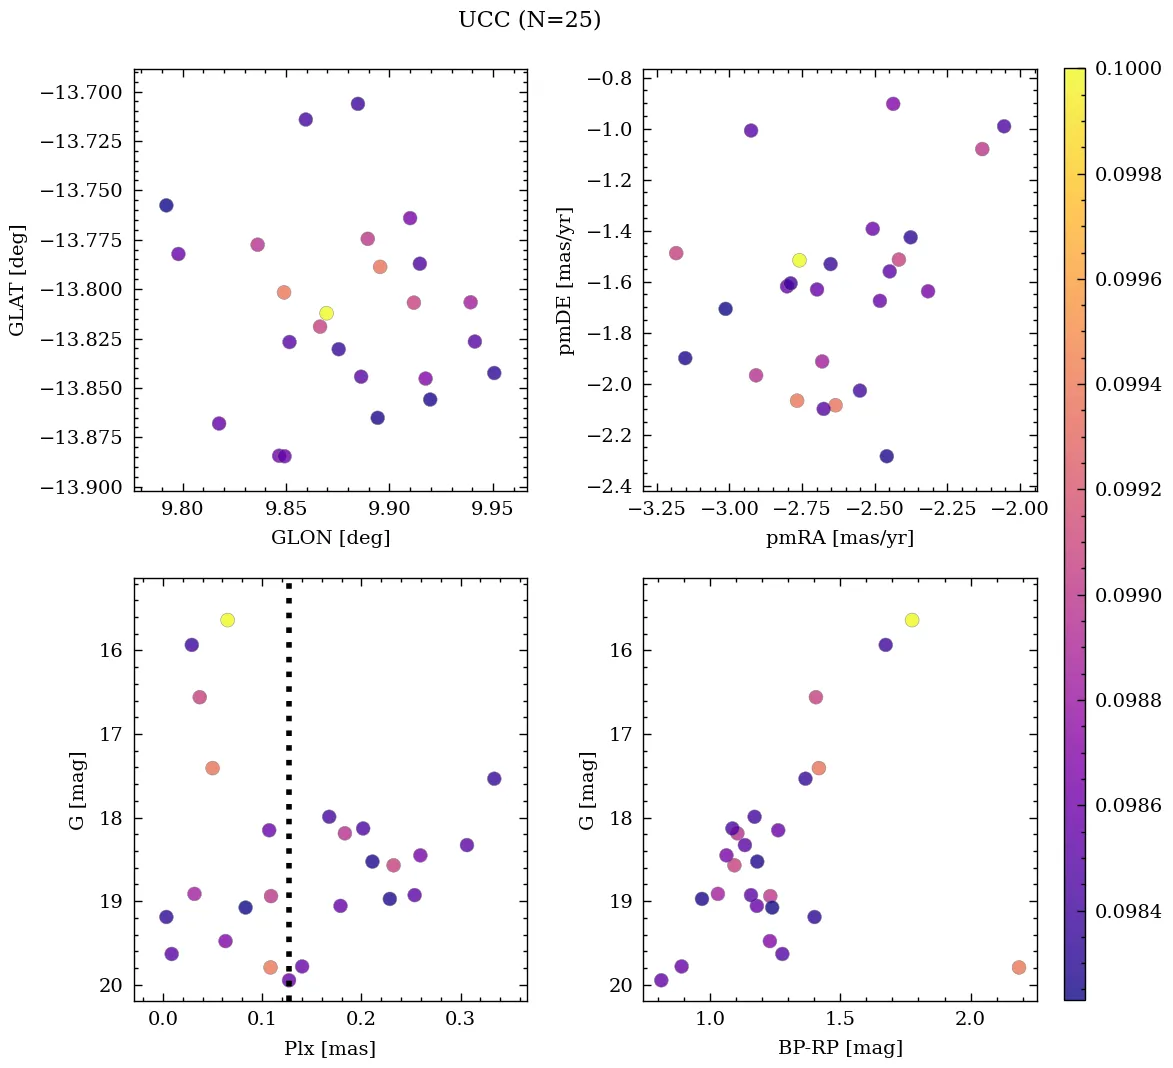 UCC (N=25)
−13.700
−13.725
−13.750
−13.775
−13.800
−13.825
−13.850
−13.875
−13.900
GLAT [deg]
9.80 9.85 9.90 9.95
GLON [deg]
−0.8
−1.0
−1.2
−1.4
−1.6
−1.8
−2.0
−2.2
−2.4
pmDE [mas/yr]
−3.25 −3.00 −2.75 −2.50 −2.25 −2.00
pmRA [mas/yr]
16
17
18
19
20
G [mag]
0.0 0.1 0.2 0.3
Plx [mas]
16
17
18
19
20
G [mag]
1.0 1.5 2.0
BP-RP [mag]
0.1000
0.0998
0.0996
0.0994
0.0992
0.0990
0.0988
0.0986
0.0984